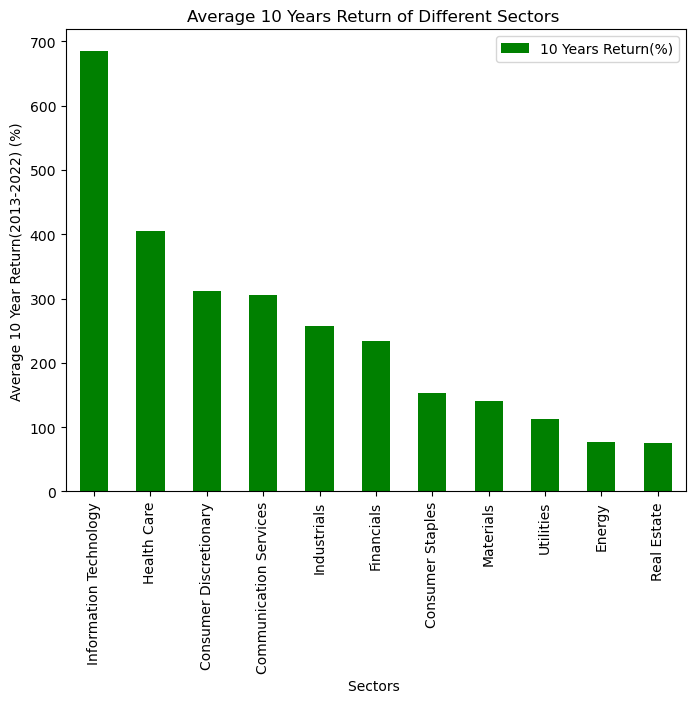 Average 10 Years Return of Different Sectors
10 Years Return(%)
Average 10 Year Return(2013-2022) (%)
700
600
500
400
300
200
100
0
Information Technology
Health Care
Consumer Discretionary
Communication Services
Industrials
Financials
Consumer Staples
Materials
Utilities
Energy
Real Estate
Sectors